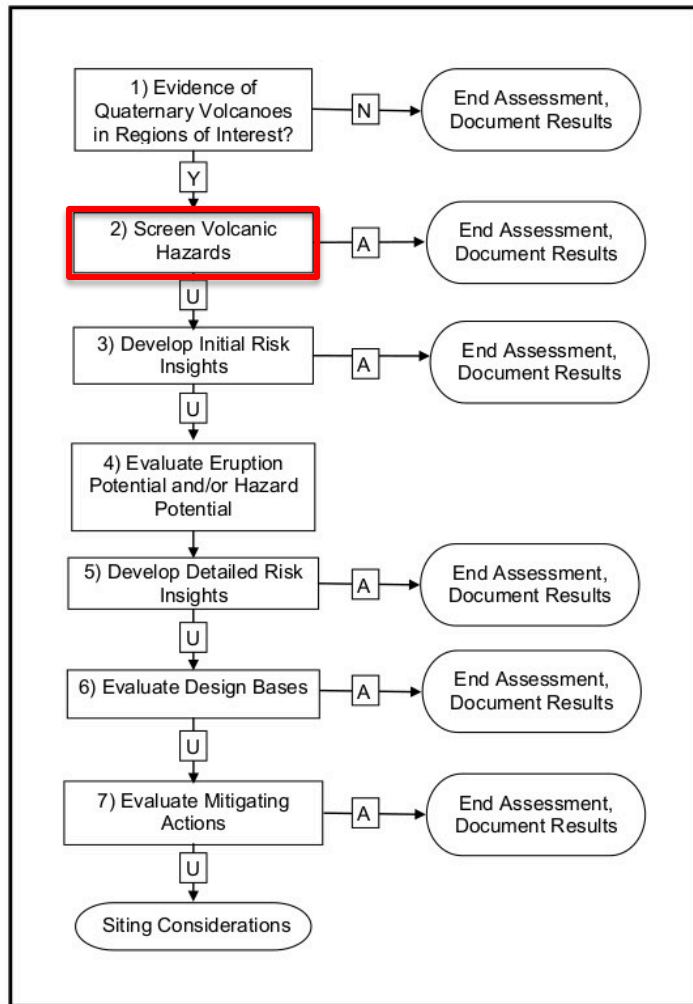 1) Evidence of
Quaternary Volcanoes
in Regions of Interest?
N
End Assessment,
Document Results
Y
2) Screen Volcanic
Hazards
A
End Assessment,
Document Results
U
3) Develop Initial Risk
Insights
A
End Assessment,
Document Results
U
4) Evaluate Eruption
Potential and/or Hazard
Potential
5) Develop Detailed Risk
Insights
A
End Assessment,
Document Results
U
6) Evaluate Design Bases
A
End Assessment,
Document Results
U
7) Evaluate Mitigating
Actions
A
End Assessment,
Document Results
U
Siting Considerations